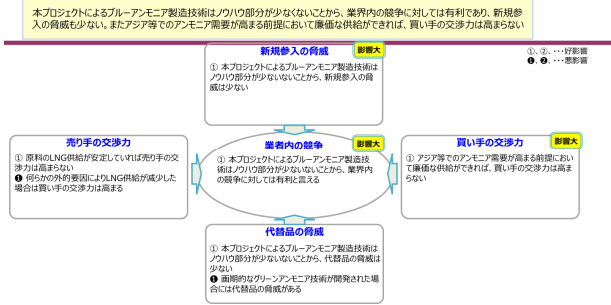 本プロジェクトによるブルーアンモニア製造技術はノウハウ部分が少なくないことから、業界内の競争に対しては有利であり、新規参
入の脅威も少ない。またアジア等でのアンモニア需要が高まる前提において廉価な供給ができれば、買い手の交渉力は高まらない
①、②、・・・好影響
❶、❷、・・・悪影響
新規参入の脅威
影響大
① 本プロジェクトによるブルーアンモニア製造技術は
ノウハウ部分が少ないないことから、新規参入の脅
威は少ない
売り手の交渉力
① 原料のLNG供給が安定していれば売り手の交
渉力は高まらない
❶ 何らかの外的要因によりLNG供給が減少した
場合は買い手の交渉力は高まる
業者内の競争
影響大
① 本プロジェクトによるブルーアンモニア製造技
術はノウハウ部分が少ないないことから、業界内
の競争に対しては有利と言える
買い手の交渉力
影響大
① アジア等でのアンモニア需要が高まる前提におい
て廉価な供給ができれば、買い手の交渉力は高ま
らない
代替品の脅威
① 本プロジェクトによるブルーアンモニア製造技術は
ノウハウ部分が少ないないことから、代替品の脅威は
少ない
❶ 画期的なグリーンアンモニア技術が開発された場
合には代替品の脅威がある